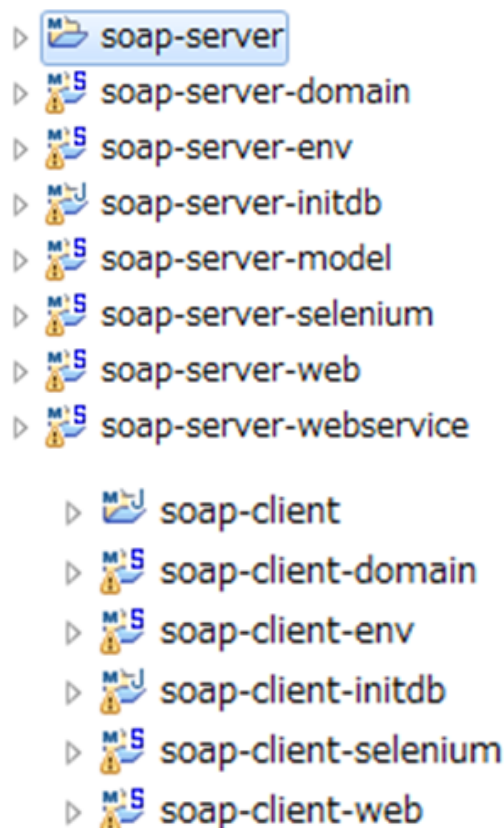 soap-server
soap-server-domain
soap-server-env
soap-server-initdb
soap-server-model
soap-server-selenium
soap-server-web
soap-server-webservice
soap-client
soap-client-domain
soap-client-env
soap-client-initdb
soap-client-selenium
soap-client-web